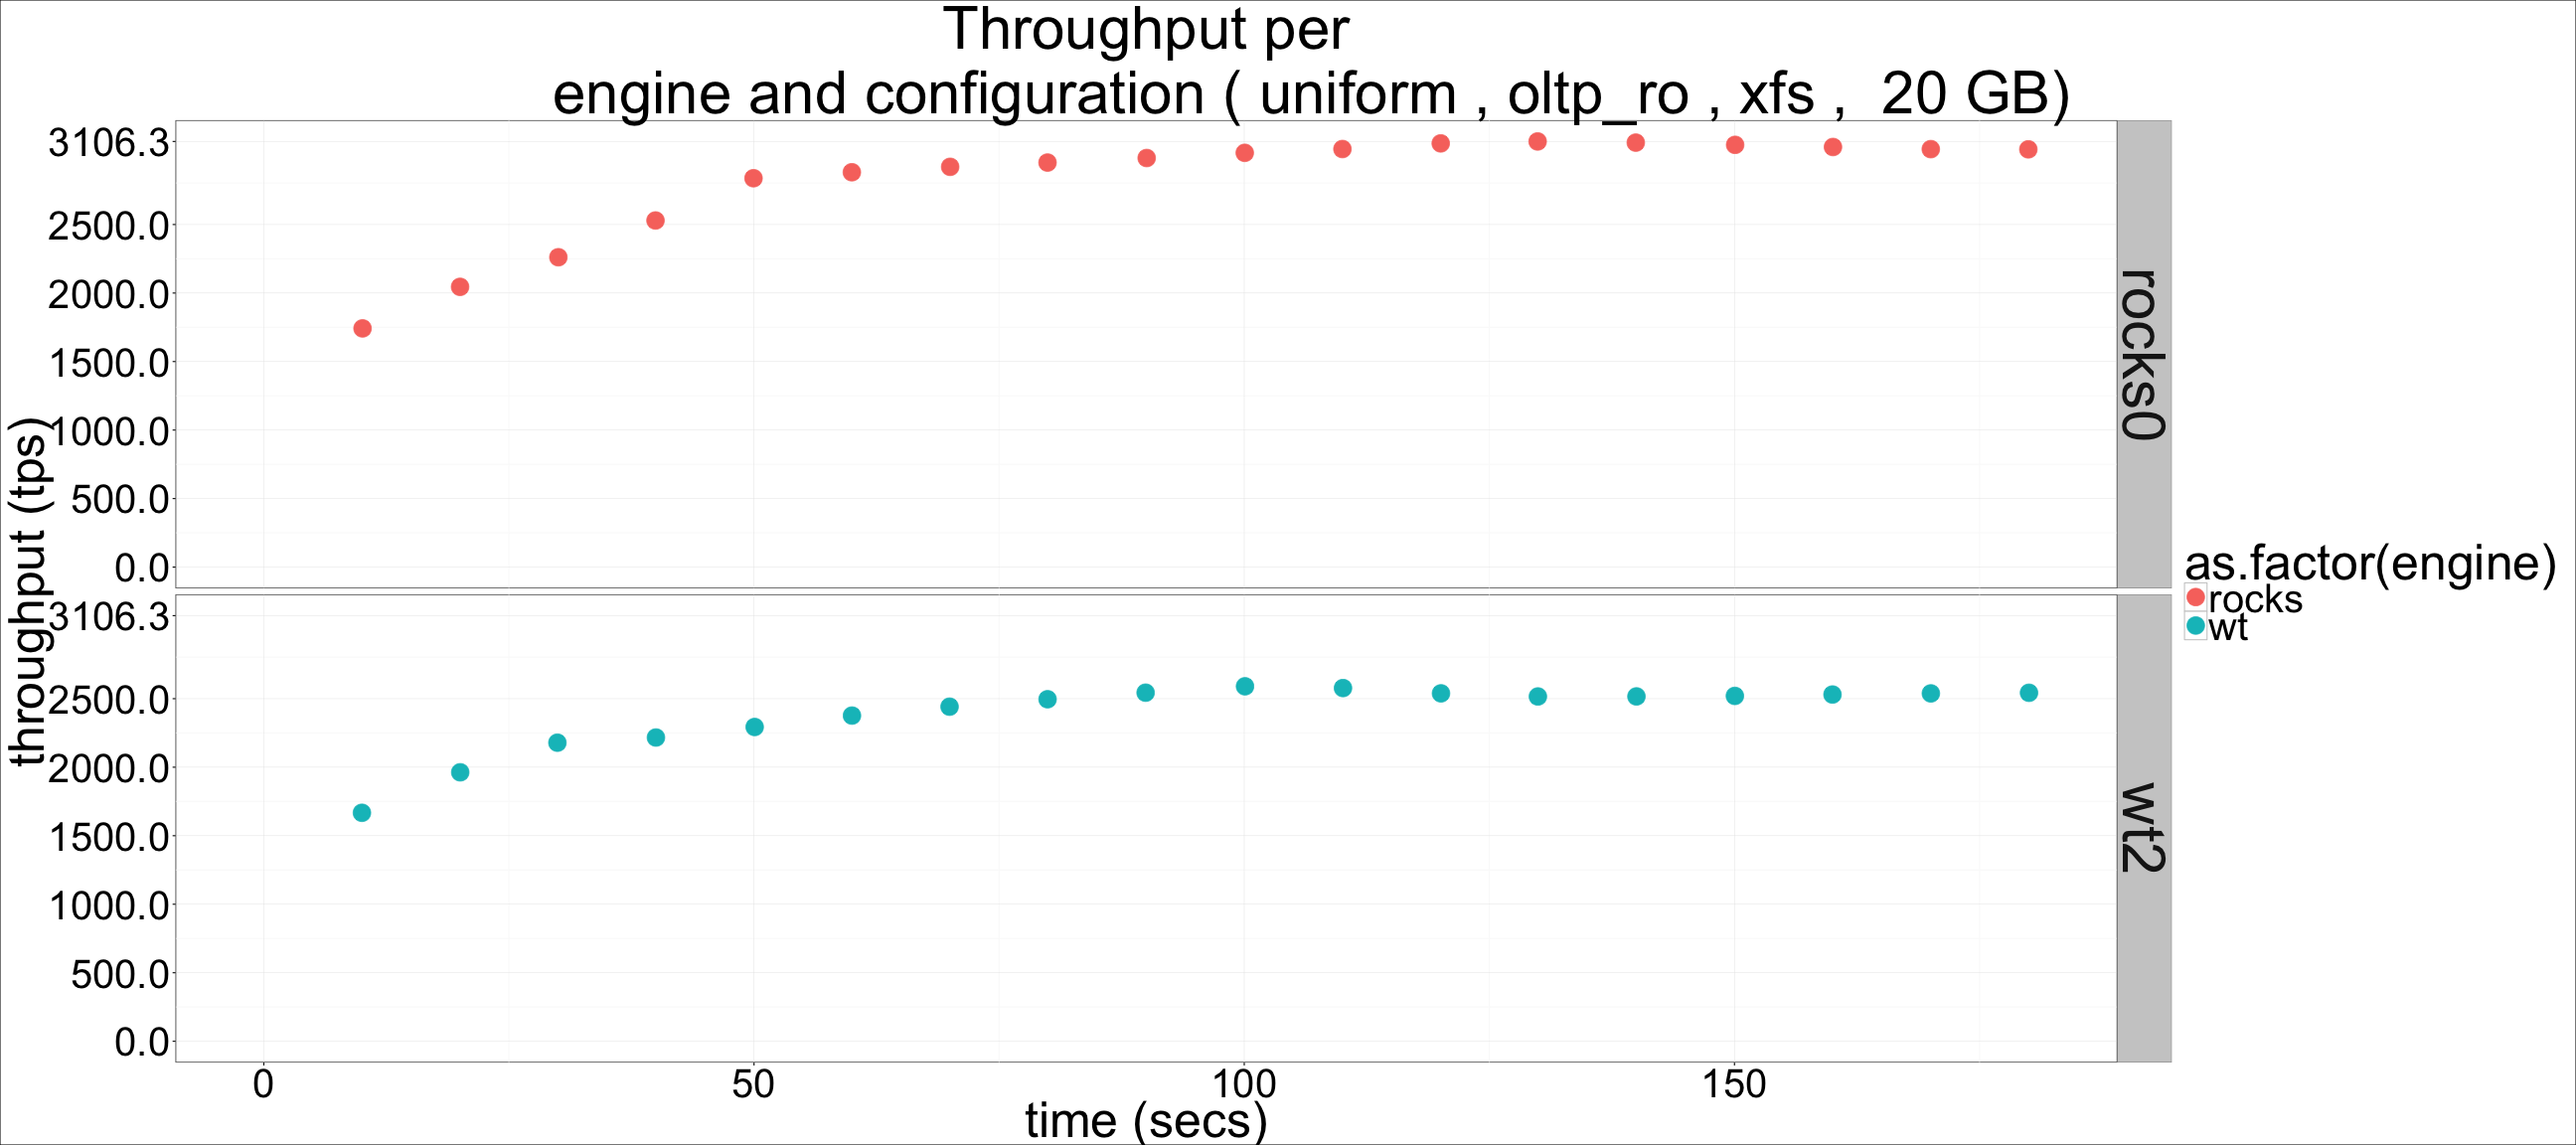 Throughput per
engine and configuration ( uniform , oltp_ro , xfs ,  20 GB)
throughput (tps)
3106.3
2500.0
2000.0
1500.0
1000.0
500.0
0.0
rocks0
3106.3
2500.0
2000.0
1500.0
1000.0
500.0
0.0
wt2
0 50 100 150
time (secs)
as.factor(engine)
rocks
wt